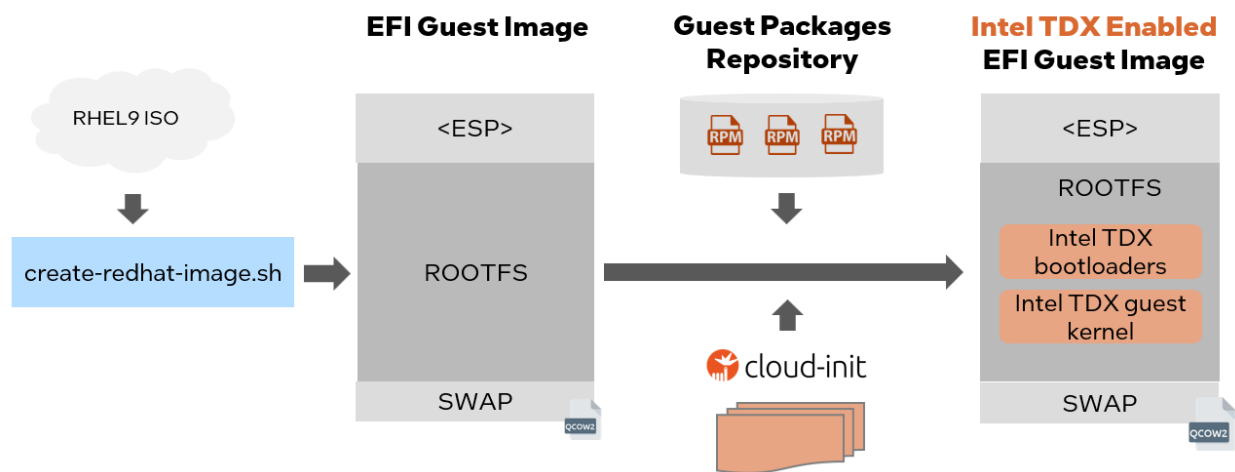 EFI Guest Image
Guest Packages
Repository
Intel TDX Enabled
EFI Guest Image
RHEL9 ISO
create-redhat-image.sh
<ESP>
ROOTFS
SWAP
QCOW2
RPM
RPM
RPM
cloud-init
<ESP>
ROOTFS
Intel TDX
bootloaders
Intel TDX guest
kernel
SWAP
QCOW2